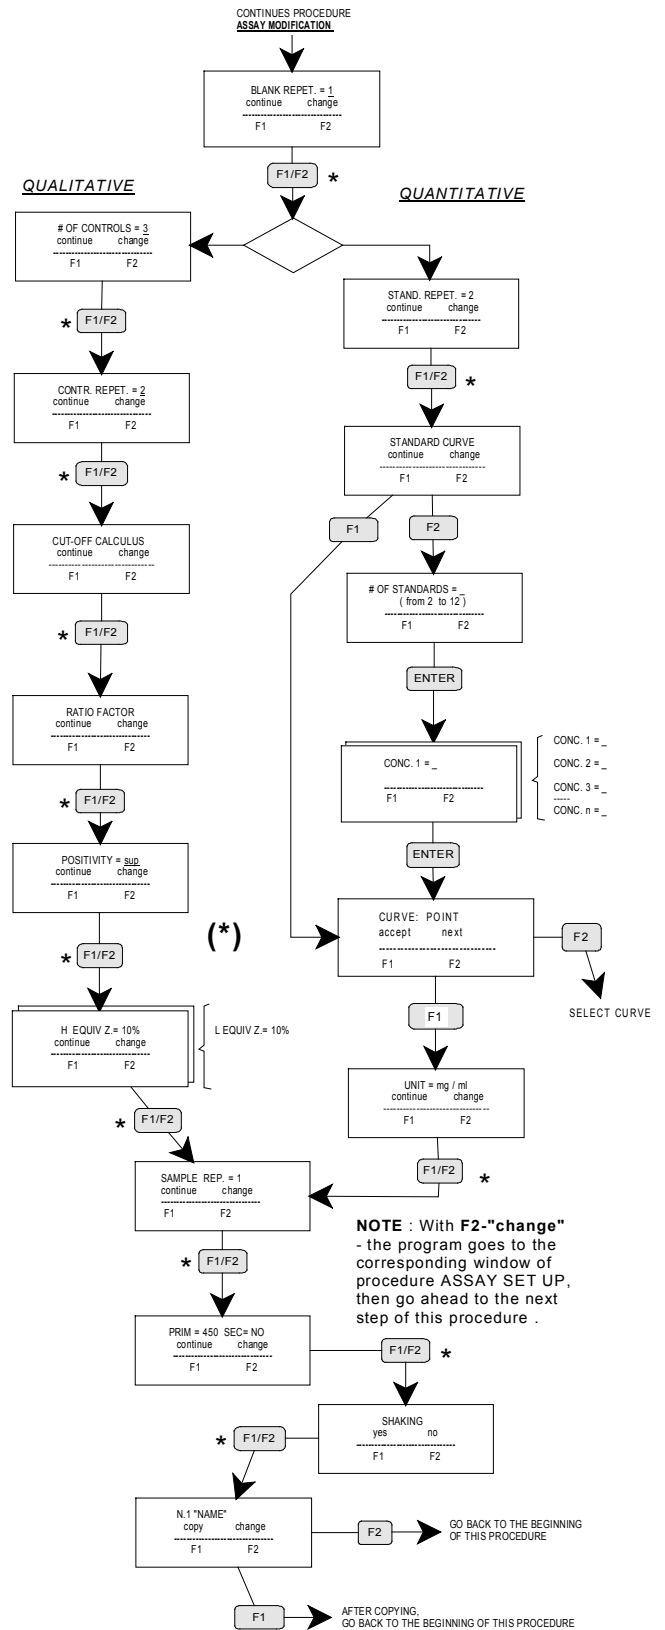 CONTINUES PROCEDURE
ASSAY MODIFICATION
BLANK REPET. = 1
continue change
F1 F2
F1/F2 *
QUALITATIVE
QUANTITATIVE
# OF CONTROLS = 3
continue change
F1 F2
* F1/F2
CONTR. REPET. = 2
continue change
F1 F2
* F1/F2
CUT-OFF CALCULUS
continue change
F1 F2
* F1/F2
RATIO FACTOR
continue change
F1 F2
* F1/F2
POSITIVITY = sup
continue change
F1 F2
* F1/F2
(*)
H EQUIV Z.= 10%
continue change
F1 F2
L EQUIV Z.= 10%
* F1/F2
STAND. REPET. = 2
continue change
F1 F2
F1/F2 *
STANDARD CURVE
continue change
F1 F2
F1
F2
# OF STANDARDS = _
( from 2 to 12 )
F1 F2
ENTER
CONC. 1 = _
F1 F2
CONC. 1 = _
CONC. 2 = _
CONC. 3 = _
-----
CONC. n = _
ENTER
CURVE: POINT
accept next
F1 F2
F2
SELECT CURVE
F1
UNIT = mg / ml
continue change
F1 F2
F1/F2 *
SAMPLE REP. = 1
continue change
F1 F2
* F1/F2
NOTE : With F2-"change"
- the program goes to the
corresponding window of
procedure ASSAY SET UP,
then go ahead to the next
step of this procedure .
PRIM = 450 SEC= NO
continue change
F1 F2
F1/F2 *
SHAKING
yes no
F1 F2
* F1/F2
N.1 "NAME"
copy change
F1 F2
F2
GO BACK TO THE BEGINNING
OF THIS PROCEDURE
F1
AFTER COPYING,
GO BACK TO THE BEGINNING OF THIS PROCEDURE